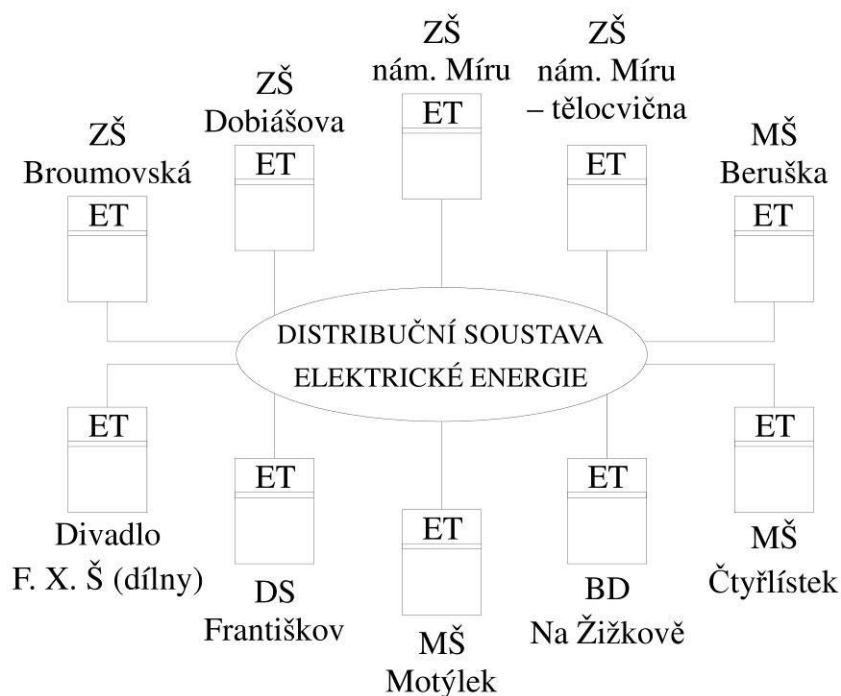 ZŠ
nám. Míru
ZŠ
nám. Míru
– tělocvična
ZŠ
Dobiášova
ZŠ
Broumovská
MŠ
Beruška
ET
ET
ET
ET
ET
DISTRIBUČNÍ SOUSTAVA
ELEKTRICKÉ ENERGIE
ET
ET
ET
ET
ET
Divadlo
F. X. Š (dílny)
DS
Františkov
MŠ
Motýlek
BD
Na Žižkově
MŠ
Čtyřlístek